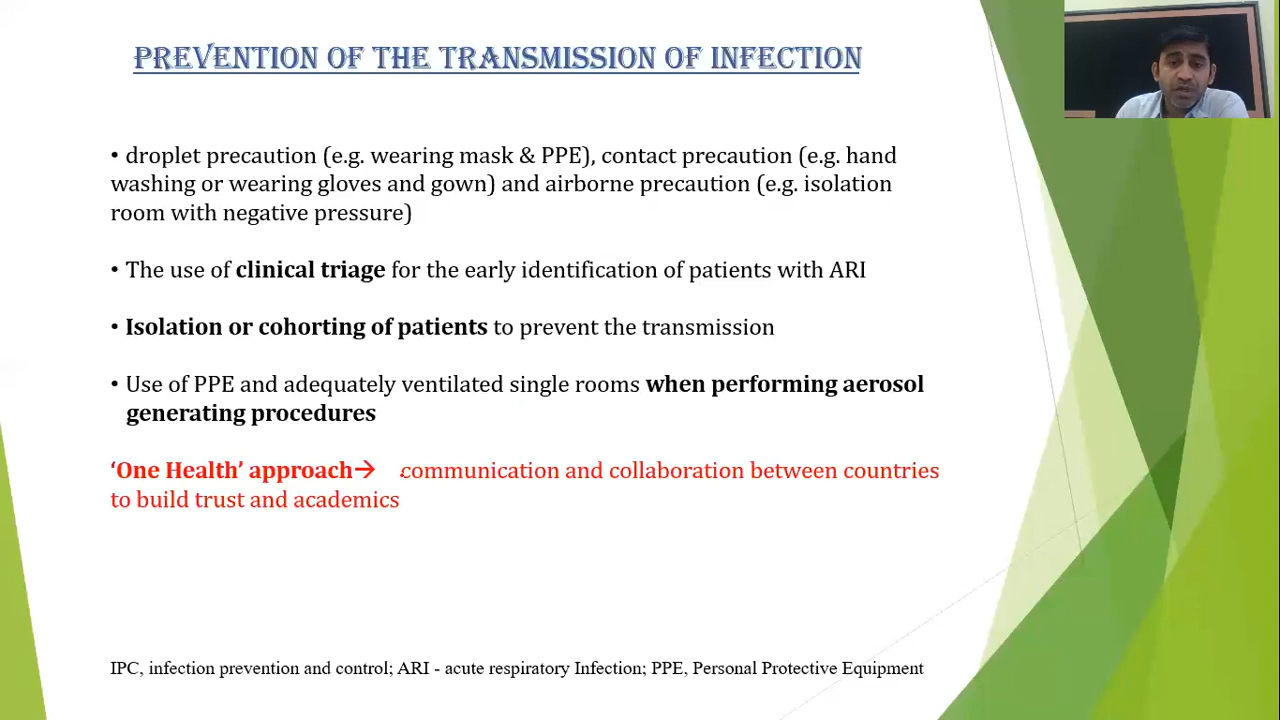 PREVENTION OF THE TRANSMISSION OF INFECTION
• droplet precaution (e.g. wearing mask & PPE), contact precaution (e.g. hand
washing or wearing gloves and gown) and airborne precaution (e.g. isolation
room with negative pressure)
• The use of clinical triage for the early identification of patients with ARI
• Isolation or cohorting of patients to prevent the transmission
• Use of PPE and adequately ventilated single rooms when performing aerosol
generating procedures
‘One Health’ approach→ communication and collaboration between countries
to build trust and academics
IPC, infection prevention and control; ARI - acute respiratory Infection; PPE, Personal Protective Equipment